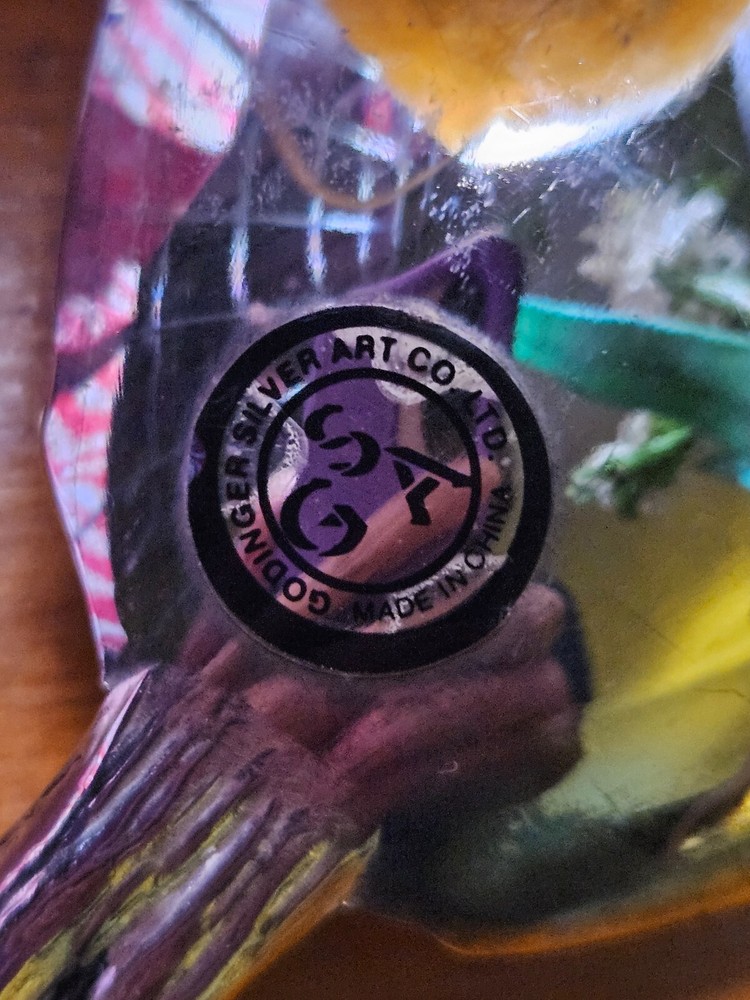 GODINGER SILVER ART CO. LTD.
MADE IN CHINA
G S A